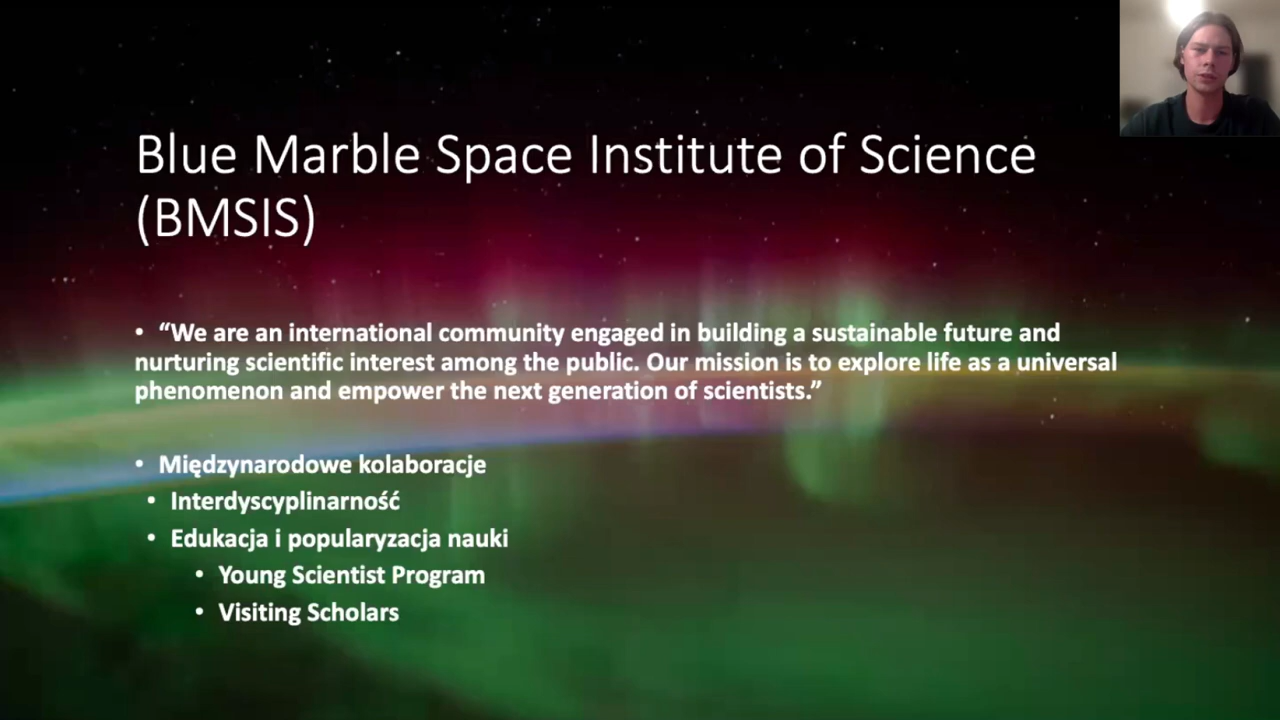 Blue Marble Space Institute of Science
(BMSIS)
• “We are an international community engaged in building a sustainable future and
nurturing scientific interest among the public. Our mission is to explore life as a universal
phenomenon and empower the next generation of scientists.”
• Międzynarodowe kolaboracje
• Interdyscyplinarność
• Edukacja i popularyzacja nauki
• Young Scientist Program
• Visiting Scholars